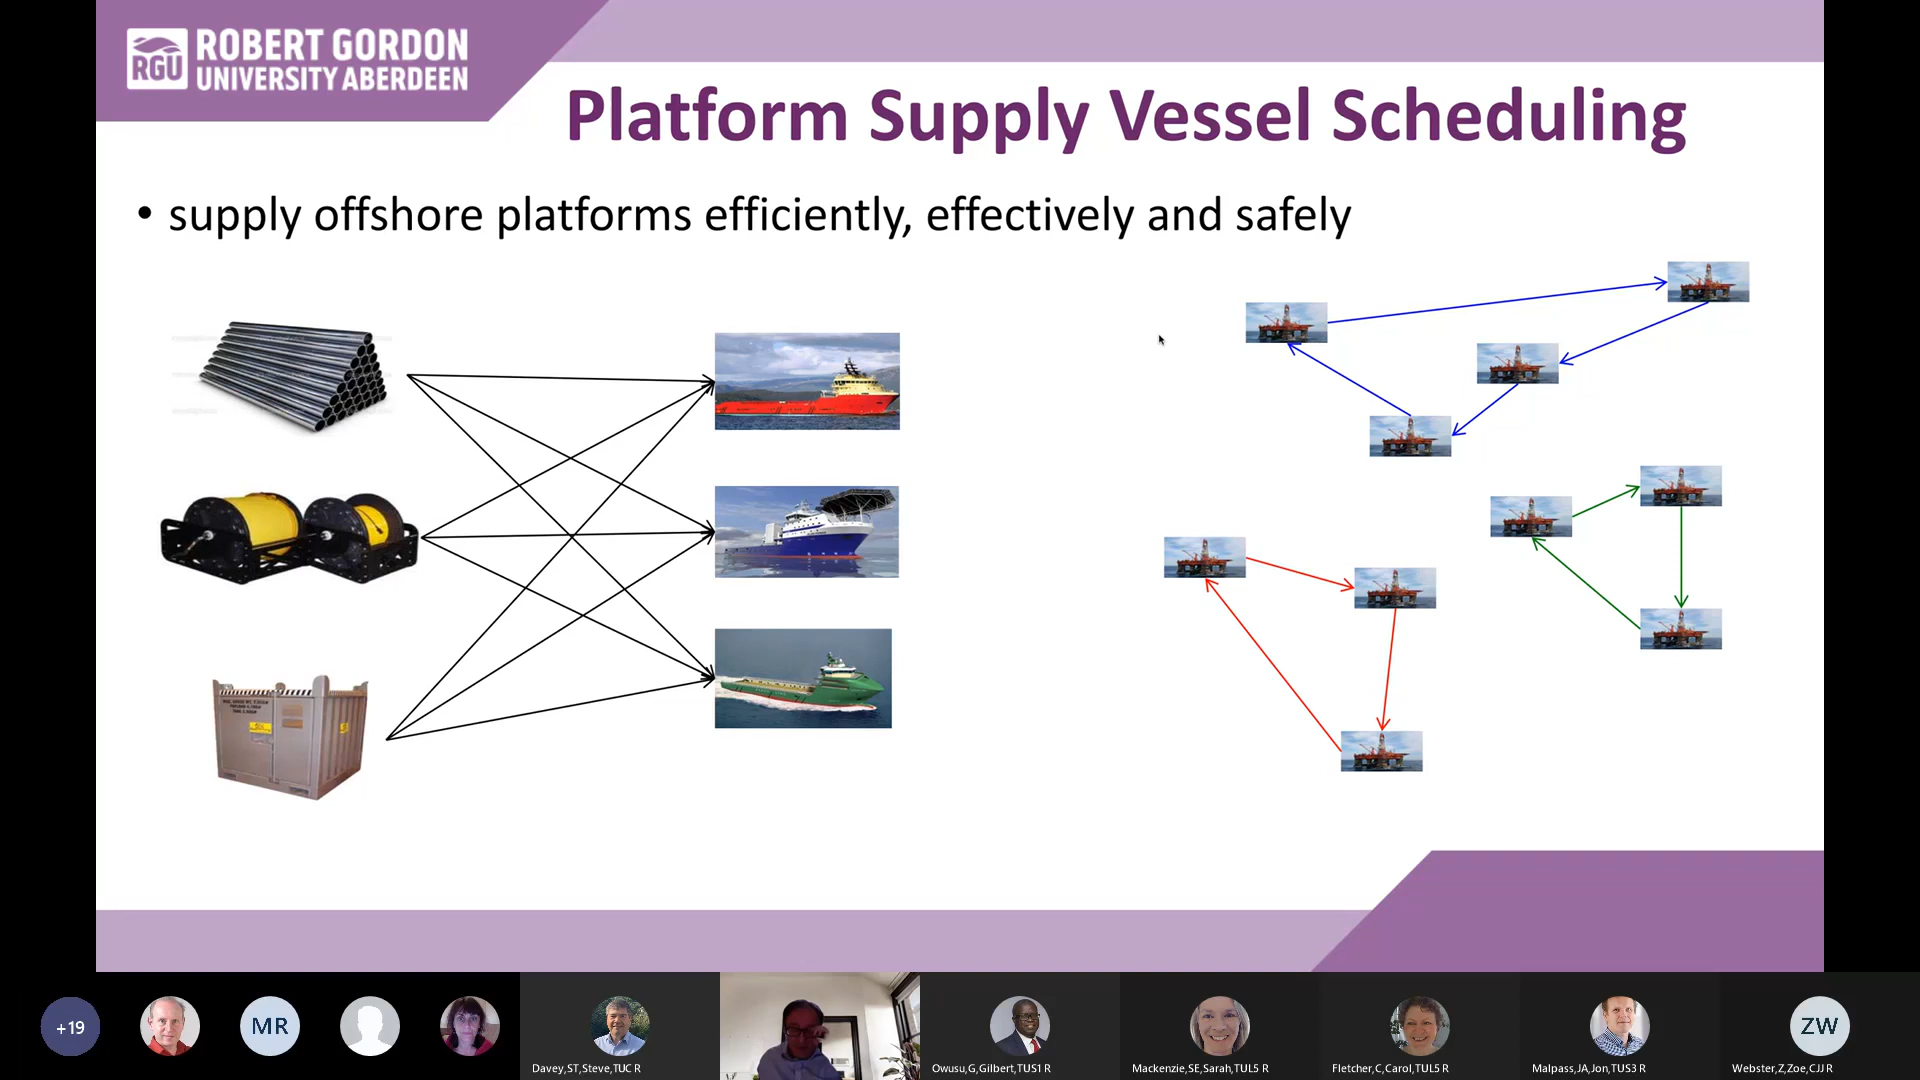 ROBERT GORDON
UNIVERSITY ABERDEEN
RGU
Platform Supply Vessel Scheduling
• supply offshore platforms efficiently, effectively and safely
+19
MR
ZW
Davey,ST,Steve,TUC R
Owusu,G,Gilbert,TUS1 R
Mackenzie,SE,Sarah,TUL5 R
Fletcher,C,Carol,TUL5 R
Malpass,JA,Jon,TUS3 R
Webster,Z,Zoe,CJJ R